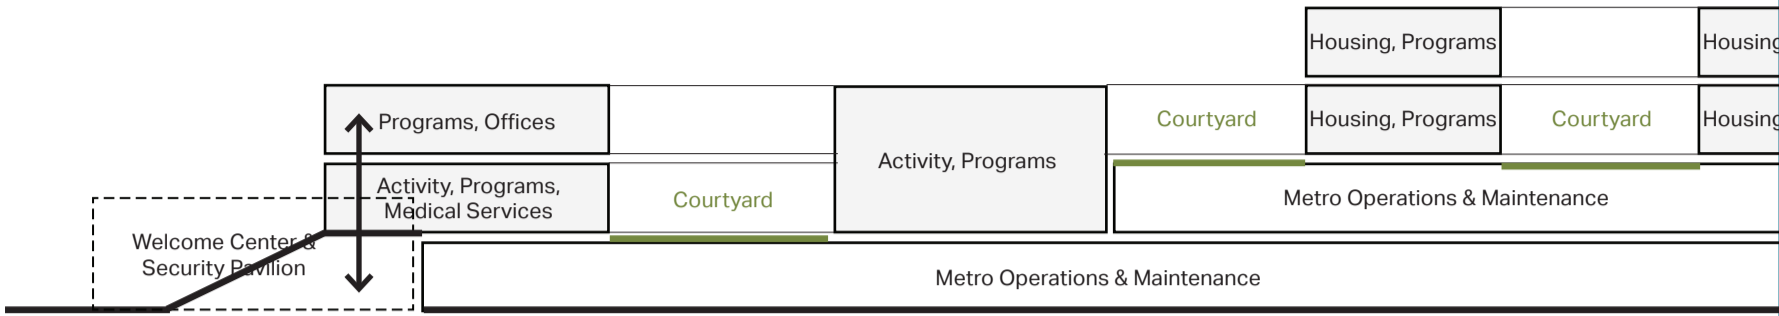 Housing, Programs
Housing
Programs, Offices
Courtyard
Housing, Programs
Courtyard
Housing
Activity, Programs
Activity, Programs,
Medical Services
Courtyard
Metro Operations & Maintenance
Welcome Center &
Security Pavilion
Metro Operations & Maintenance